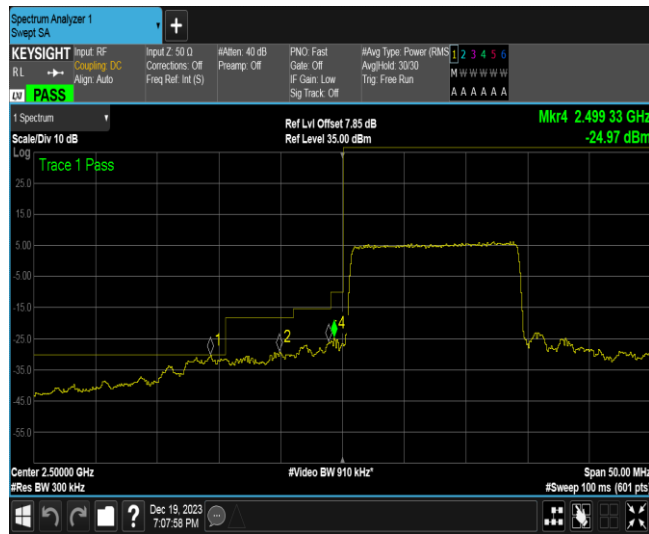 Spectrum Analyzer 1
Swept SA
+
KEYSIGHT
RL
LXI PASS
Input: RF
Coupling: DC
Align: Auto
Input Z: 50 Ω
Corrections: Off
Freq Ref: Int (S)
#Atten: 40 dB
Preamp: Off
PNO: Fast
Gate: Off
IF Gain: Low
Sig Track: Off
#Avg Type: Power (RMS
Avg|Hold: 30/30
Trig: Free Run
1 2 3 4 5 6
M W W W W W
A A A A A A
1 Spectrum
Scale/Div 10 dB
Ref Lvl Offset 7.85 dB
Ref Level 35.00 dBm
Mkr4 2.499 33 GHz
-24.97 dBm
Log
Trace 1 Pass
25.0
15.0
5.00
-5.00
-15.0
-25.0
-35.0
-45.0
-55.0
1
2
4
Center 2.50000 GHz
#Res BW 300 kHz
#Video BW 910 kHz*
Span 50.00 MHz
#Sweep 100 ms (601 pts
?
Dec 19, 2023
7:07:58 PM